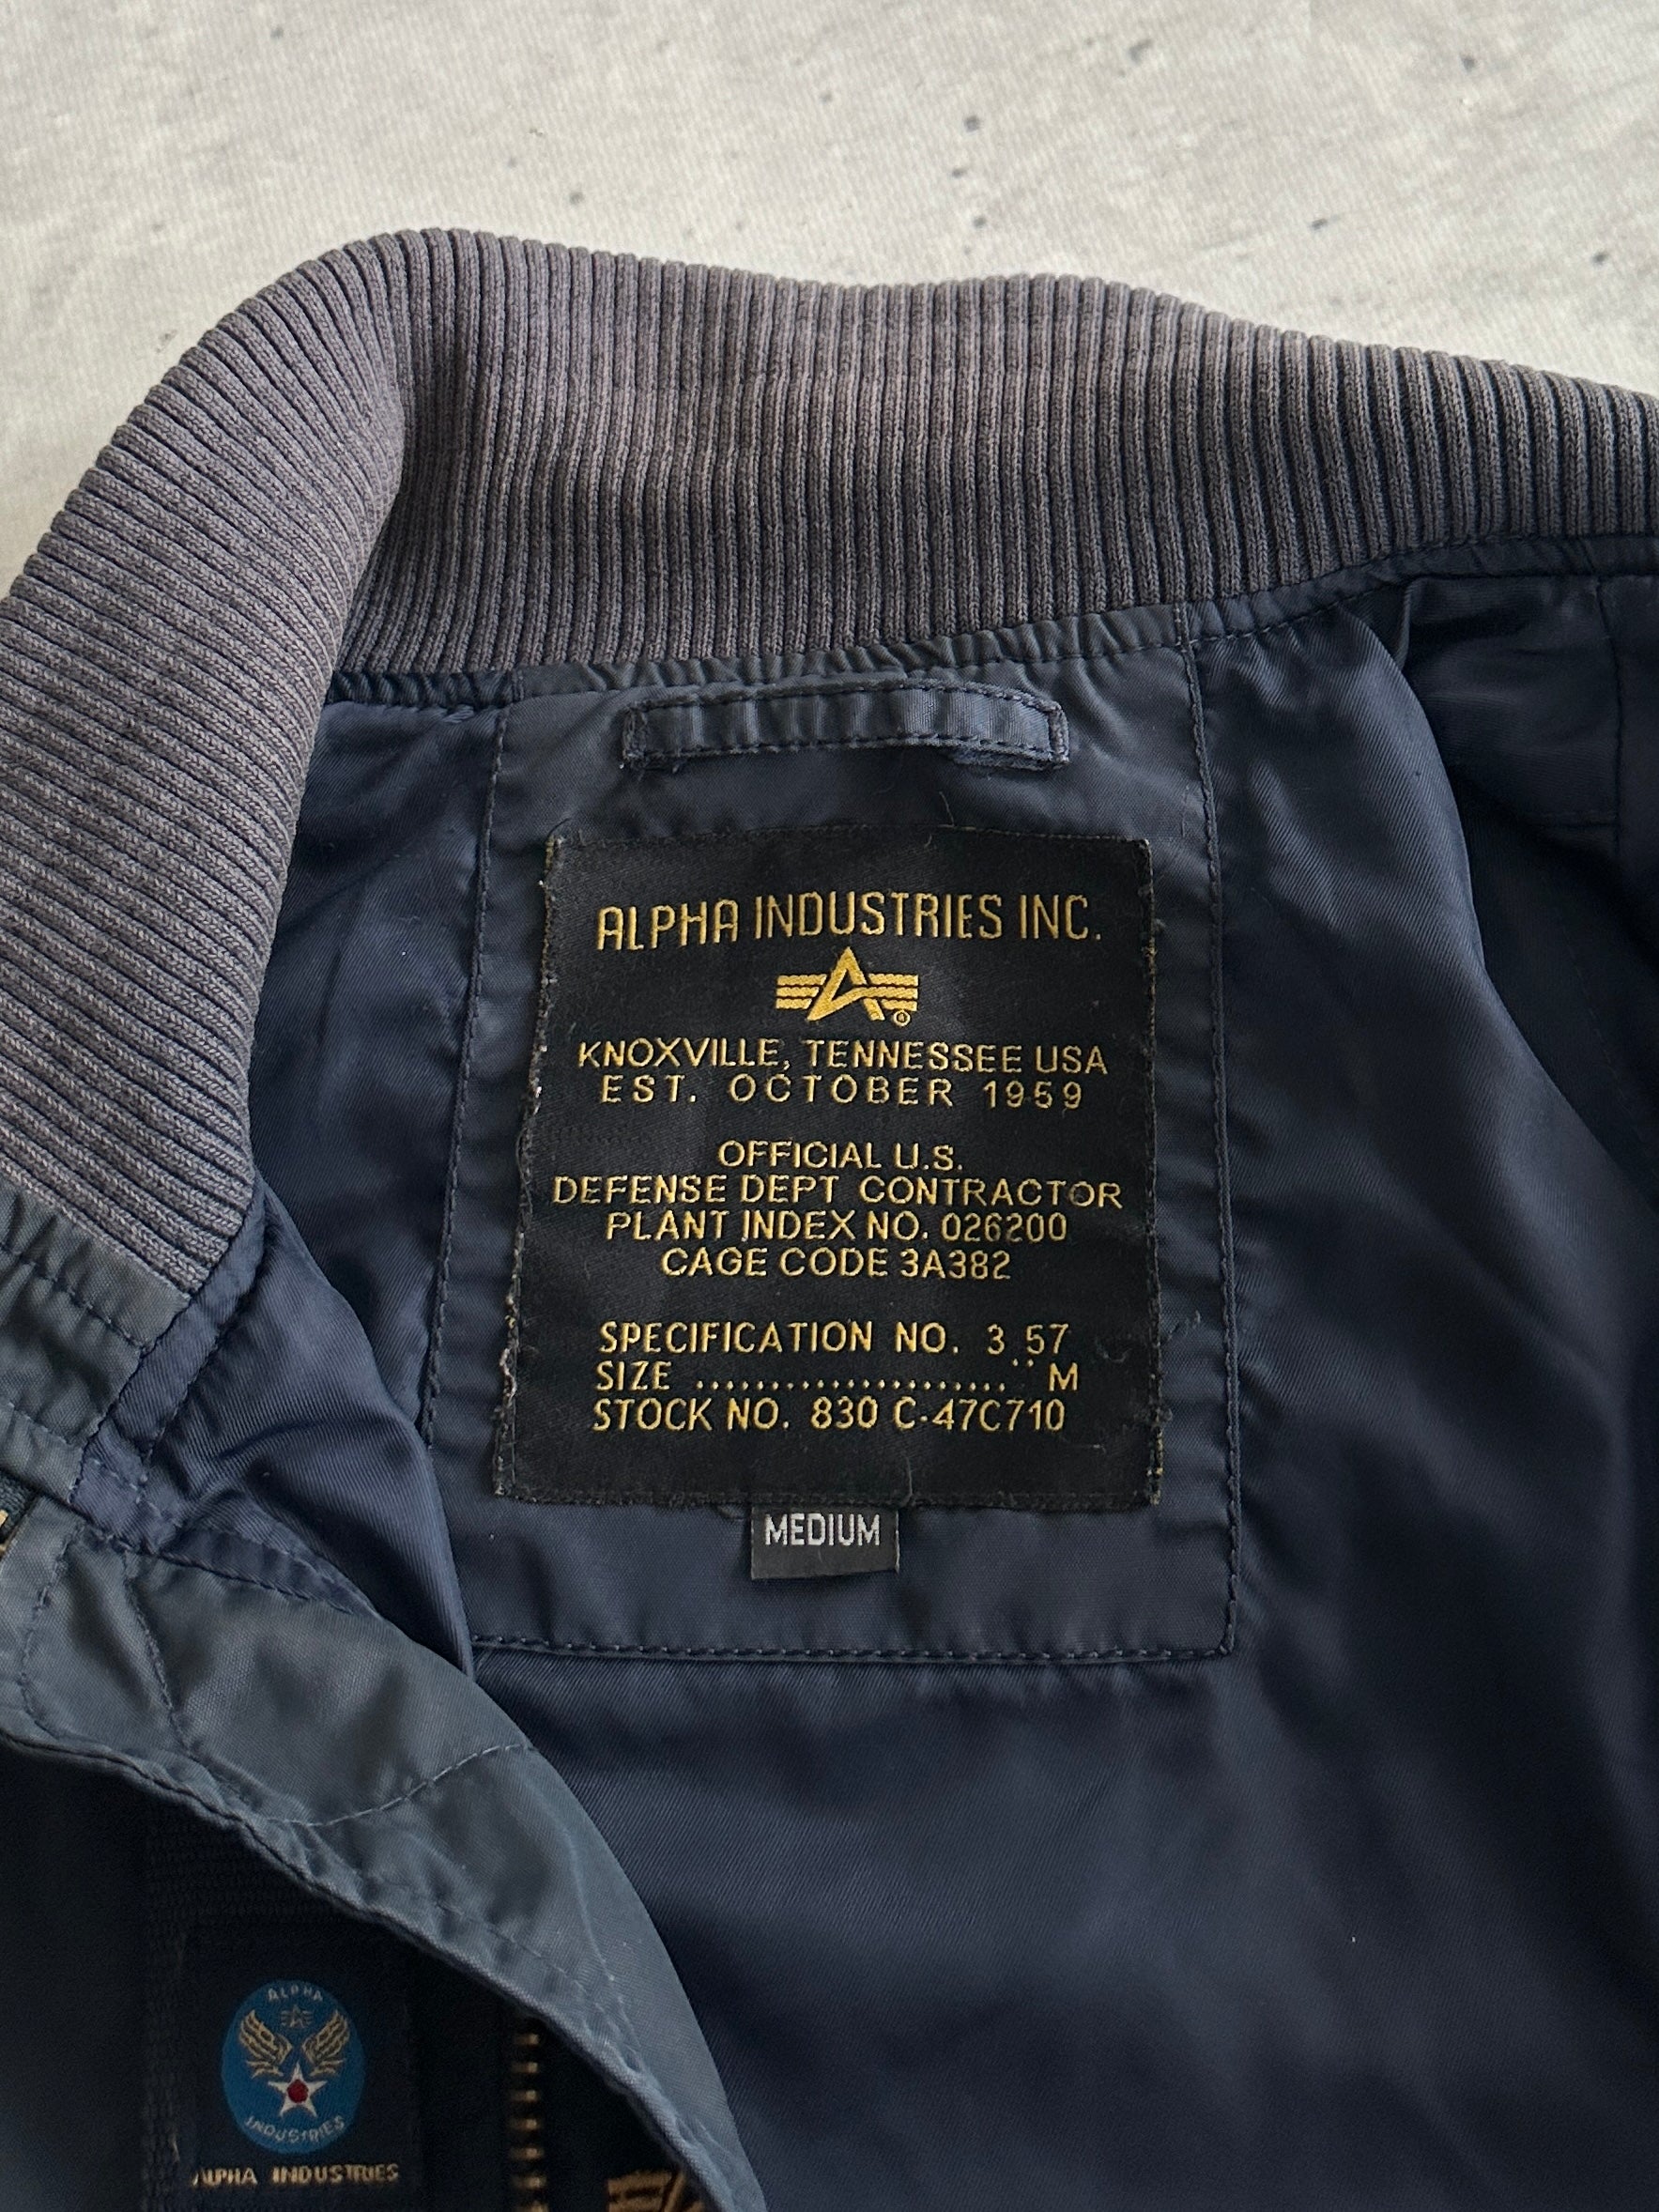 ALPHA INDUSTRIES INC.
KNOXVILLE, TENNESSEE USA
EST. OCTOBER 1959
OFFICIAL U.S.
DEFENSE DEPT CONTRACTOR
PLANT INDEX NO. 026200
CAGE CODE 3A382
SPECIFICATION NO. 3 57
SIZE ..................... M
STOCK NO. 830 C-47C710
MEDIUM
ALPHA
INDUSTRIES
ALPHA INDUSTRIES